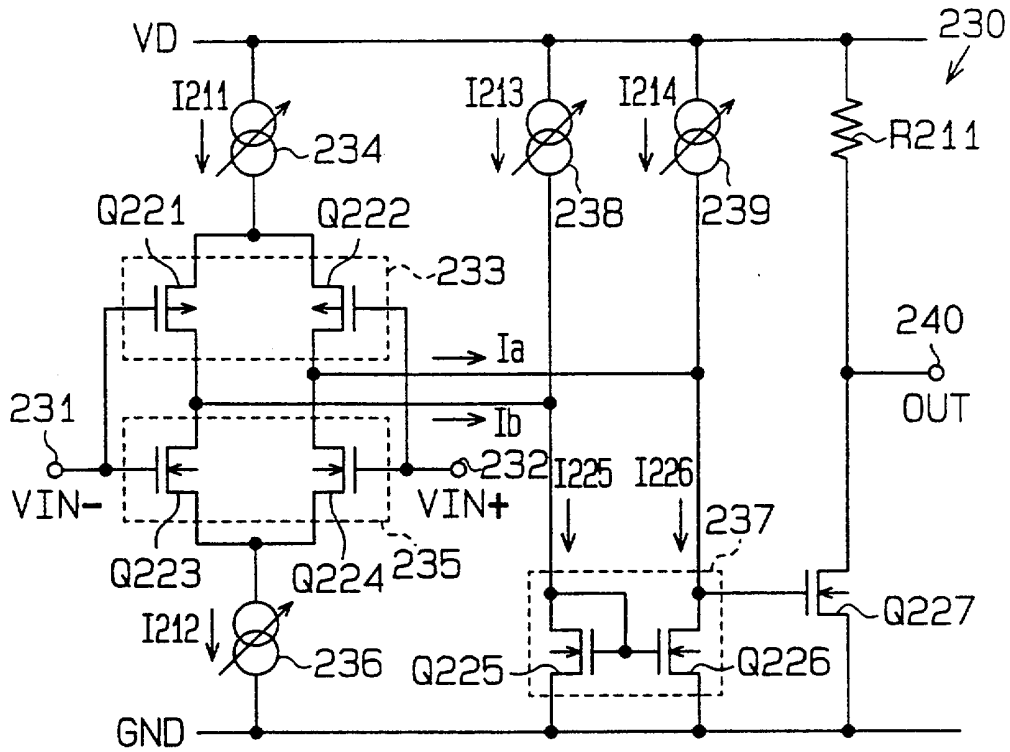 230
VD
I211
I213
I214
R211
234
238
239
Q221
Q222
233
240
Ia
OUT
231
Ib
232
I225
I226
VIN-
VIN+
237
Q223
Q224
235
Q227
I212
236
Q225
Q226
GND